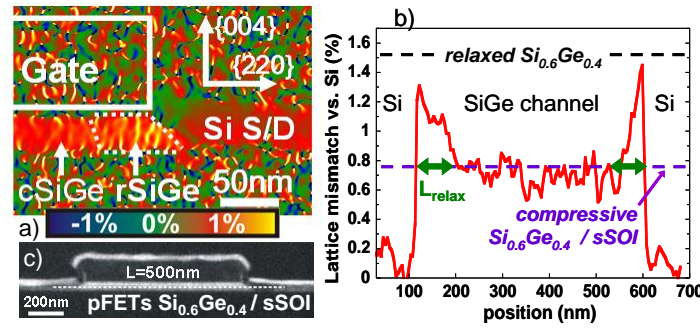 Gate
{004}
{220}
Si S/D
cSiGe rSiGe
50nm
a)
-1% 0% 1%
c)
L=500nm
200nm
pFETs Si0.6Ge0.4 / sSOI
b)
Lattice mismatch vs. Si (%)
1.6
1.4
1.2
1.0
0.8
0.6
0.4
0.2
0
relaxed Si0.6Ge0.4
Si SiGe channel Si
Lrelax
compressive
Si0.6Ge0.4 / sSOI
100 200 300 400 500 600 700
position (nm)